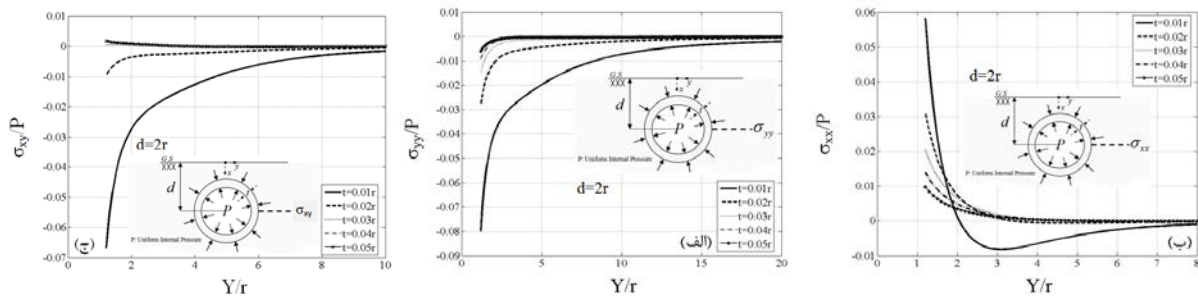 0.01
0
-0.01
-0.02
-0.03
-0.04
-0.05
-0.06
-0.07
σxy/P
0 2 4 6 8 10
Y/r
d=2r
G.S
XXX
x y
d
P
σxy
P: Uniform Internal Pressure
(ج)
t=0.01r
t=0.02r
t=0.03r
t=0.04r
t=0.05r
0.01
0
-0.01
-0.02
-0.03
-0.04
-0.05
-0.06
-0.07
-0.08
-0.09
σyy/P
0 5 10 15 20
Y/r
G.S
XXX
x y
d
P
σyy
P: Uniform Internal Pressure
d=2r
(الف)
t=0.01r
t=0.02r
t=0.03r
t=0.04r
t=0.05r
0.06
0.05
0.04
0.03
0.02
0.01
0
-0.01
σxx/P
0 1 2 3 4 5 6 7 8
Y/r
t=0.01r
t=0.02r
t=0.03r
t=0.04r
t=0.05r
d=2r
G.S
XXX
x y
d
P
σxx
P: Uniform Internal Pressure
(ب)